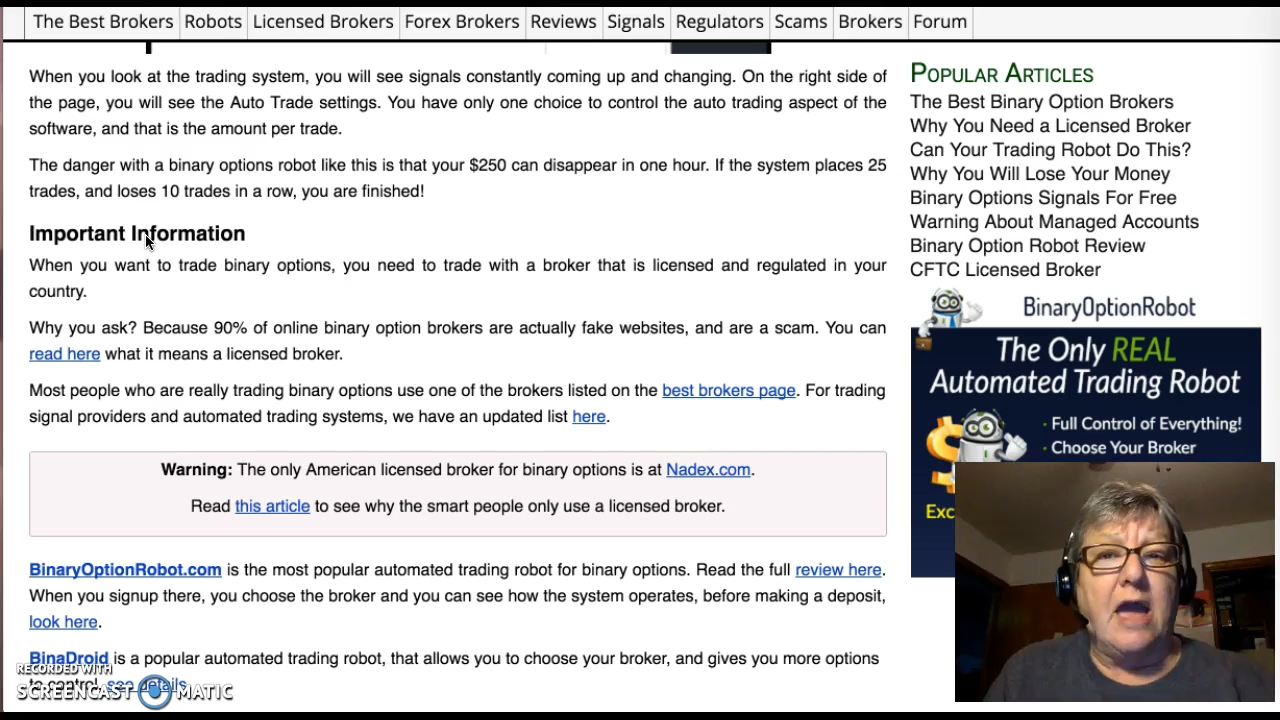 The Best Brokers Robots Licensed Brokers Forex Brokers Reviews Signals Regulators Scams Brokers Forum
When you look at the trading system, you will see signals constantly coming up and changing. On the right side of
the page, you will see the Auto Trade settings. You have only one choice to control the auto trading aspect of the
software, and that is the amount per trade.
The danger with a binary options robot like this is that your $250 can disappear in one hour. If the system places 25
trades, and loses 10 trades in a row, you are finished!
Important Information
When you want to trade binary options, you need to trade with a broker that is licensed and regulated in your
country.
Why you ask? Because 90% of online binary option brokers are actually fake websites, and are a scam. You can
read here what it means a licensed broker.
Most people who are really trading binary options use one of the brokers listed on the best brokers page. For trading
signal providers and automated trading systems, we have an updated list here.
Warning: The only American licensed broker for binary options is at Nadex.com.
Read this article to see why the smart people only use a licensed broker.
BinaryOptionRobot.com is the most popular automated trading robot for binary options. Read the full review here.
When you signup there, you choose the broker and you can see how the system operates, before making a deposit,
look here.
BinaDroid is a popular automated trading robot, that allows you to choose your broker, and gives you more options
to control, see details.
RECORDED WITH
SCREENCAST MATIC
Popular Articles
The Best Binary Option Brokers
Why You Need a Licensed Broker
Can Your Trading Robot Do This?
Why You Will Lose Your Money
Binary Options Signals For Free
Warning About Managed Accounts
Binary Option Robot Review
CFTC Licensed Broker
BinaryOptionRobot
The Only REAL
Automated Trading Robot
· Full Control of Everything!
· Choose Your Broker
Exc